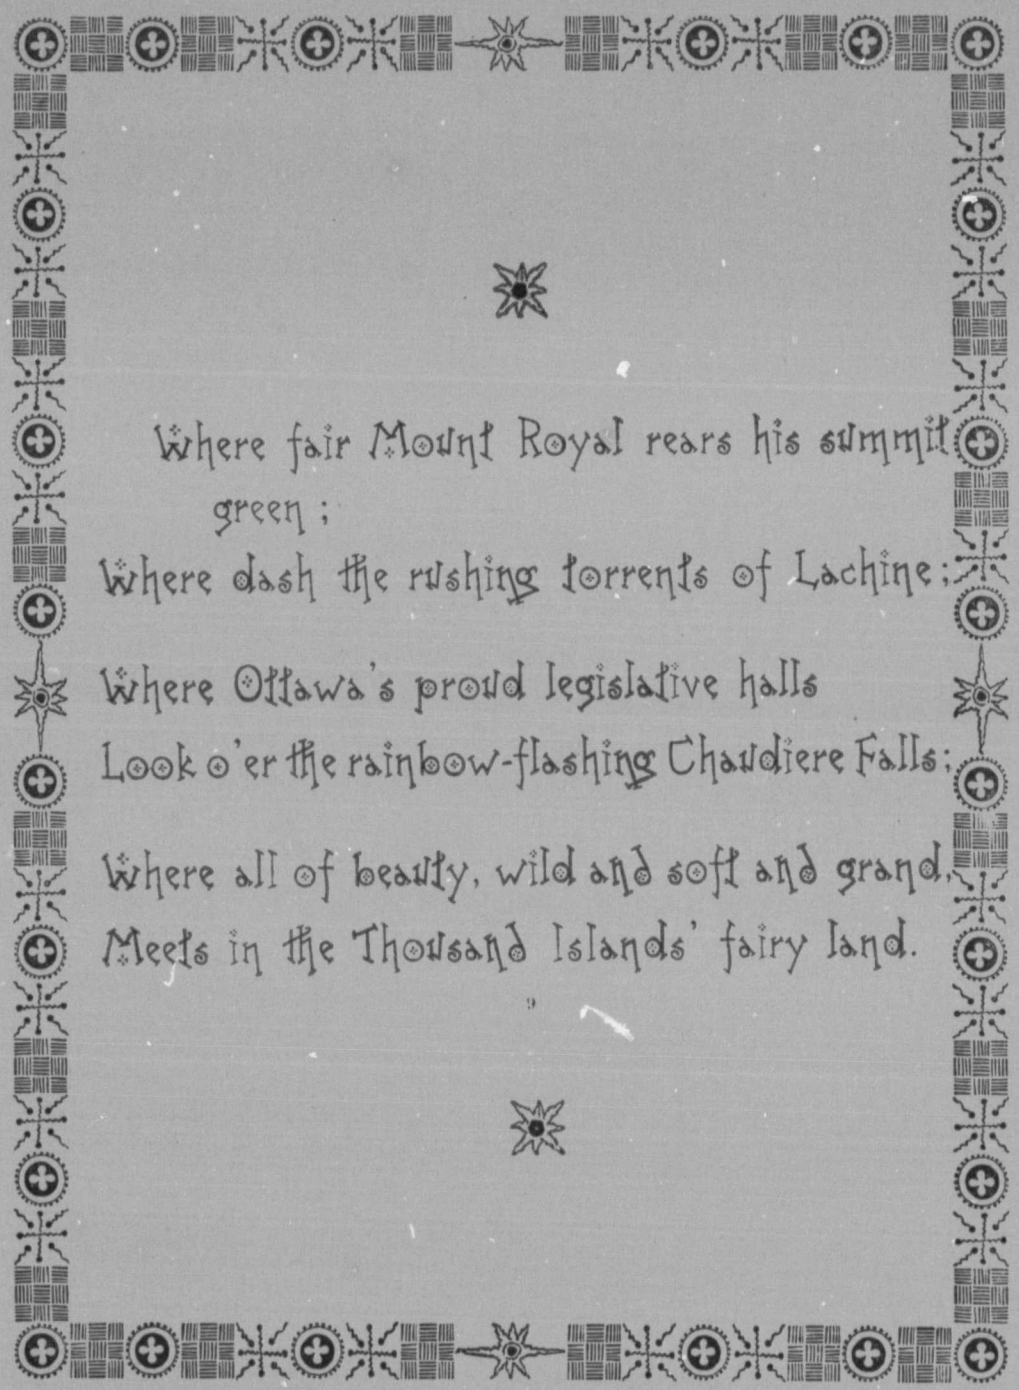 Where fair Mount Royal rears his summit
green ;
Where dash the rushing torrents of Lachine ;
Where Ottawa's proud legislative halls
Look o'er the rainbow-flashing Chaudiere Falls ;
Where all of beauty, wild and soft and grand,
Meets in the Thousand Islands' fairy land.
9